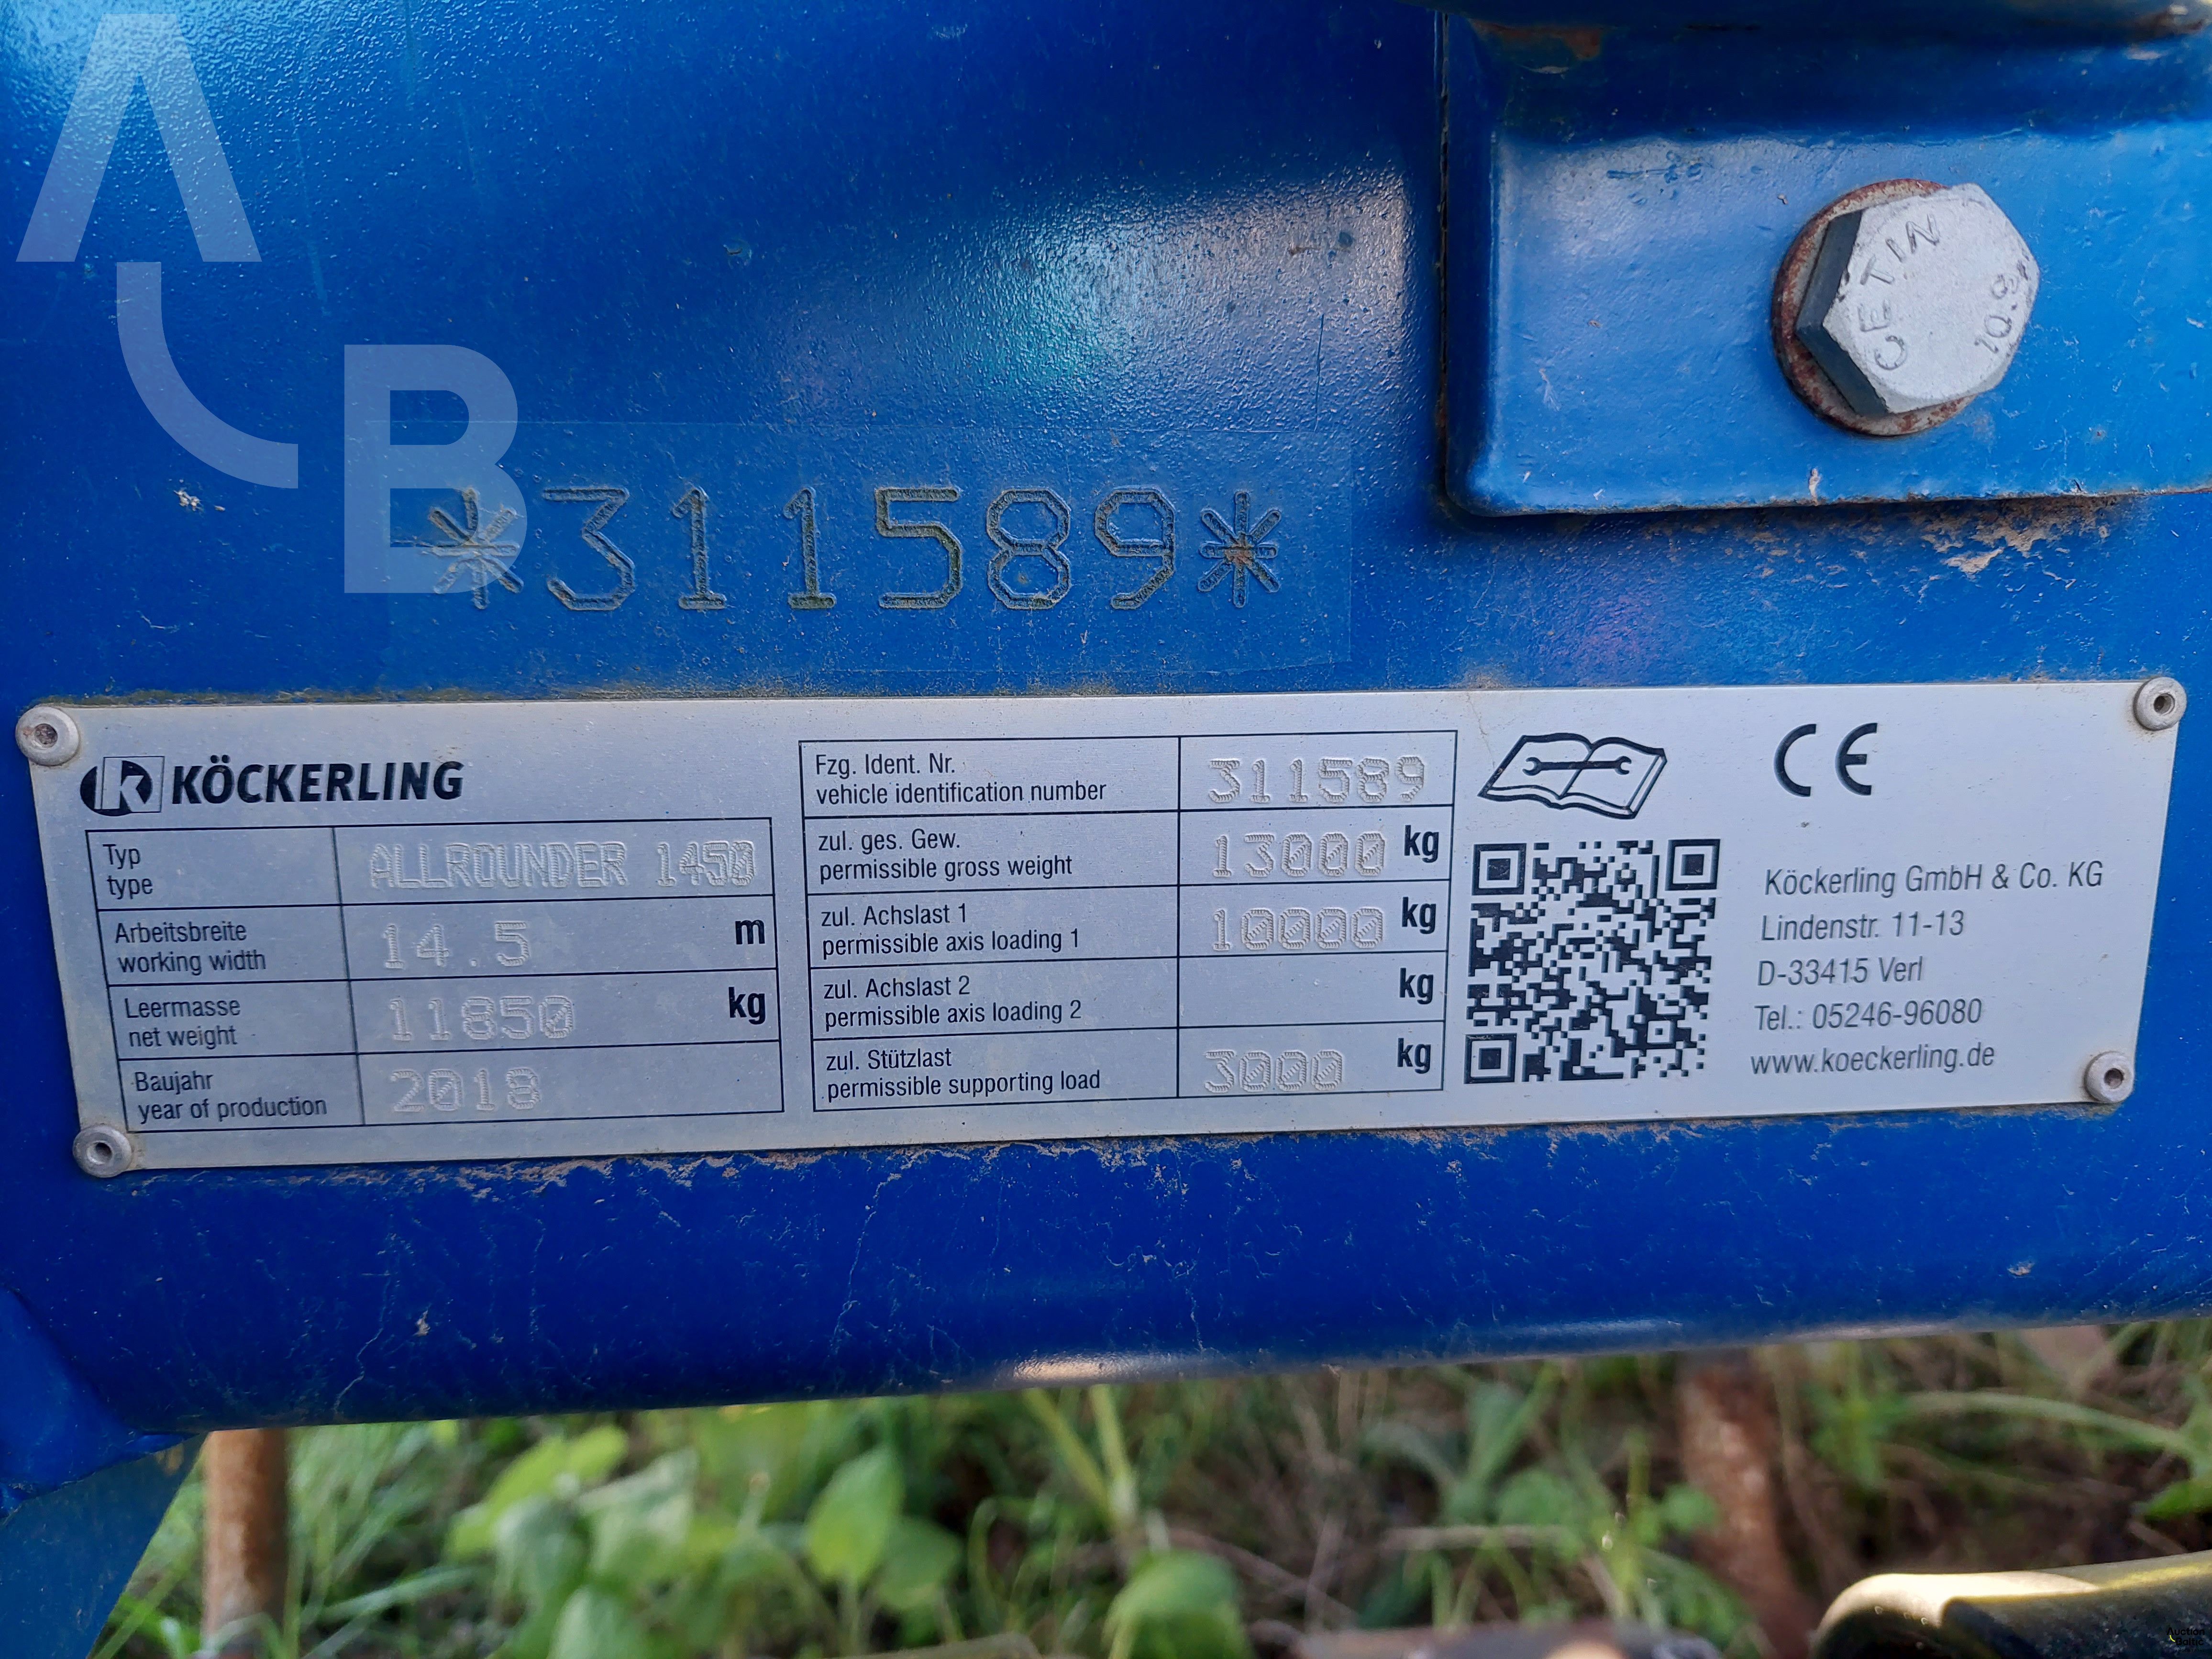 A
B
CETIN
10.9
*311589*
KÖCKERLING
Typ
type
ALLROUNDER 1450
Arbeitsbreite
working width
14.5 m
Leermasse
net weight
11850 kg
Baujahr
year of production
2018
Fzg. Ident. Nr.
vehicle identification number
311589
zul. ges. Gew.
permissible gross weight
13000 kg
zul. Achslast 1
permissible axis loading 1
10000 kg
zul. Achslast 2
permissible axis loading 2
kg
zul. Stützlast
permissible supporting load
3000 kg
CE
Köckerling GmbH & Co. KG
Lindenstr. 11-13
D-33415 Verl
Tel.: 05246-96080
www.koeckerling.de
Auction
Baltic